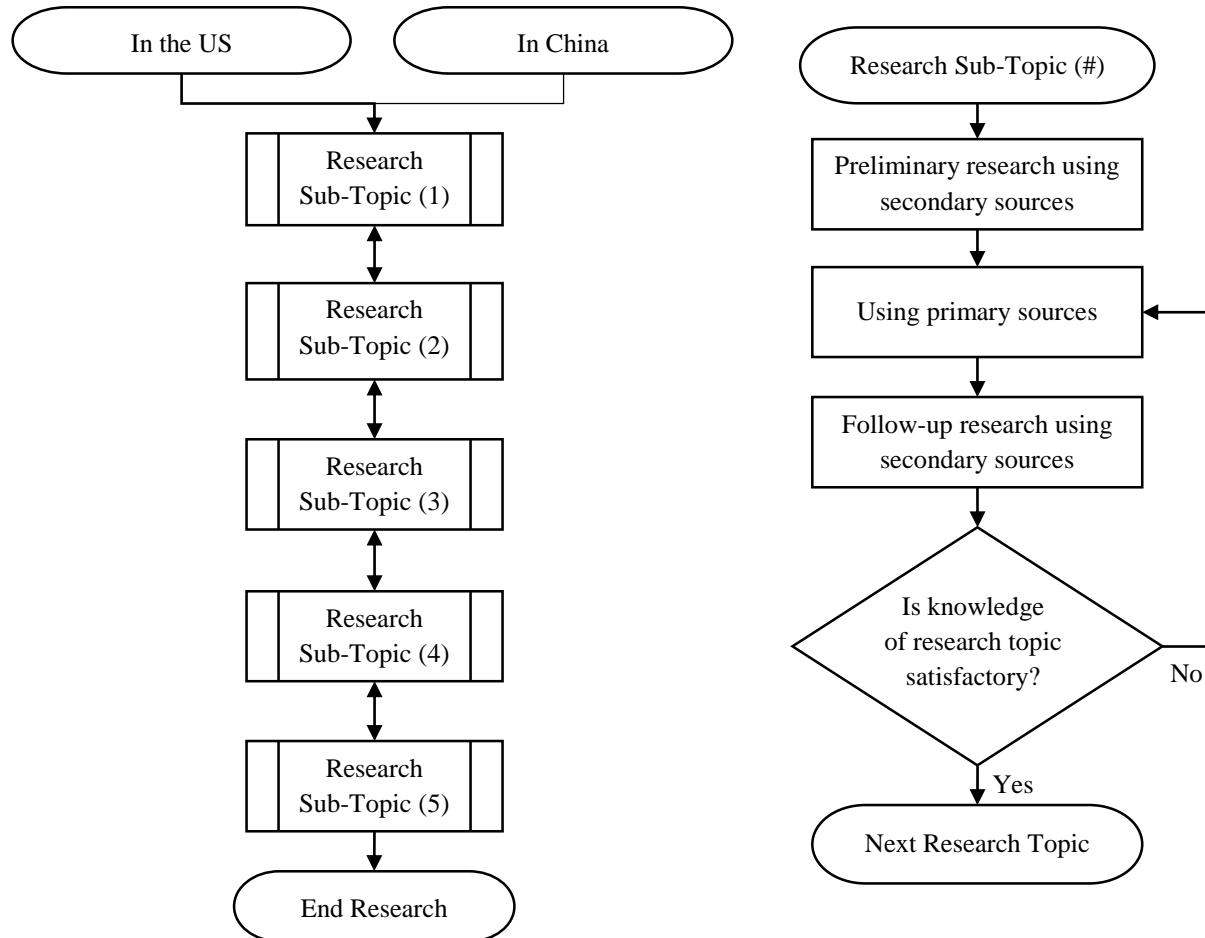 In the US
In China
Research
Sub-Topic (1)
Research
Sub-Topic (2)
Research
Sub-Topic (3)
Research
Sub-Topic (4)
Research
Sub-Topic (5)
End Research
Research Sub-Topic (#)
Preliminary research using
secondary sources
Using primary sources
Follow-up research using
secondary sources
Is knowledge
of research topic
satisfactory?
No
Yes
Next Research Topic